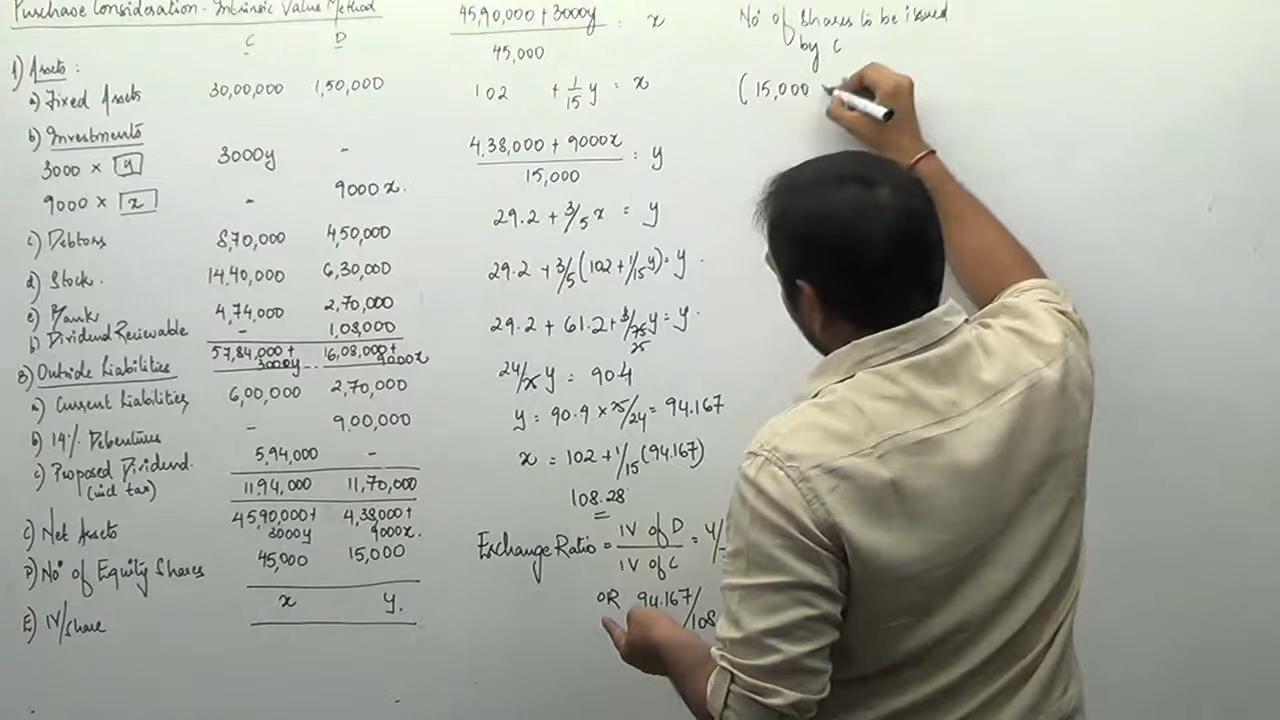 Purchase Consideration - Intrinsic Value Method
C D
A) Assets :
a) Fixed Assets 30,00,000 1,50,000
b) Investments
3000 × y 3000y -
9000 × x - 9000x.
c) Debtors 8,70,000 4,50,000
d) Stock. 14,40,000 6,30,000
e) Bank 4,74,000 2,70,000
b) Dividend Receivable - 1,08,000
57,84,000+ 3000y 16,08,000+ 9000x
B) Outside Liabilities
a) Current Liabilities 6,00,000 2,70,000
b) 14% Debentures - 9,00,000
c) Proposed Dividend. 5,94,000 -
(incl tax)
11,94,000 11,70,000
C) Net Assets 45,90,000+ 3000y 4,38,000+ 9000x.
D) No of Equity Shares 45,000 15,000
E) IV/share x y.
45,90,000 + 3000y : x
45,000
102 + 1/15 y = x
4,38,000 + 9000x : y
15,000
29.2 + 3/5 x = y
29.2 + 3/5 (102 + 1/15 y) = y.
29.2 + 61.2 + 3/75 y = y.
25
24/25 y = 90.4
y = 90.4 × 25/24 = 94.167
x = 102 + 1/15 (94.167)
108.28
Exchange Ratio = IV of D = 4/
IV of C
OR 94.167/108
No of Shares to be issued
by C
(15,000